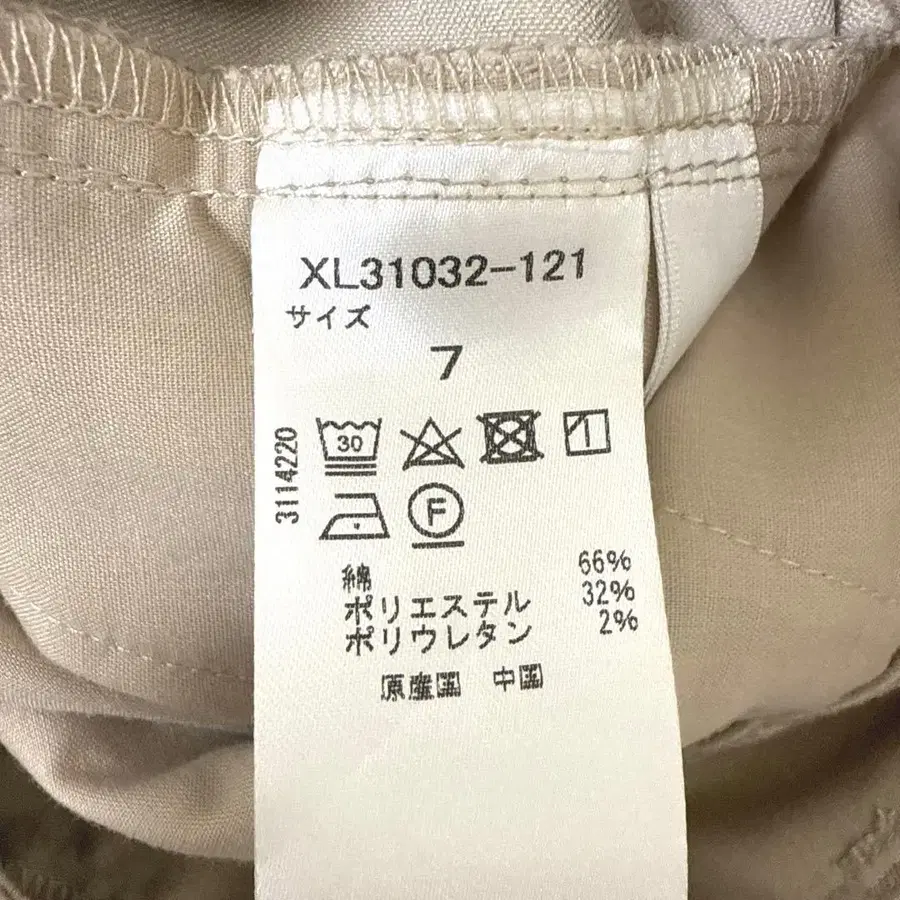 XL31032-121
サイズ
7
3114220
30
F
綿 66%
ポリエステル 32%
ポリウレタン 2%
原産国 中国